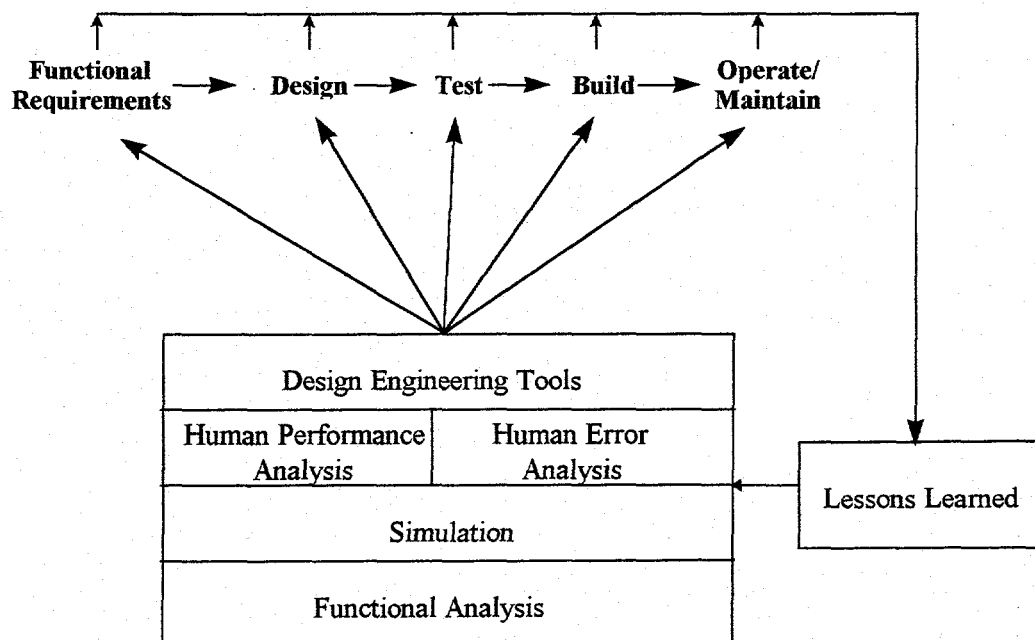 Functional
Requirements
Design
Test
Build
Operate/
Maintain
Design Engineering Tools
Human Performance
Analysis
Human Error
Analysis
Simulation
Functional Analysis
Lessons Learned